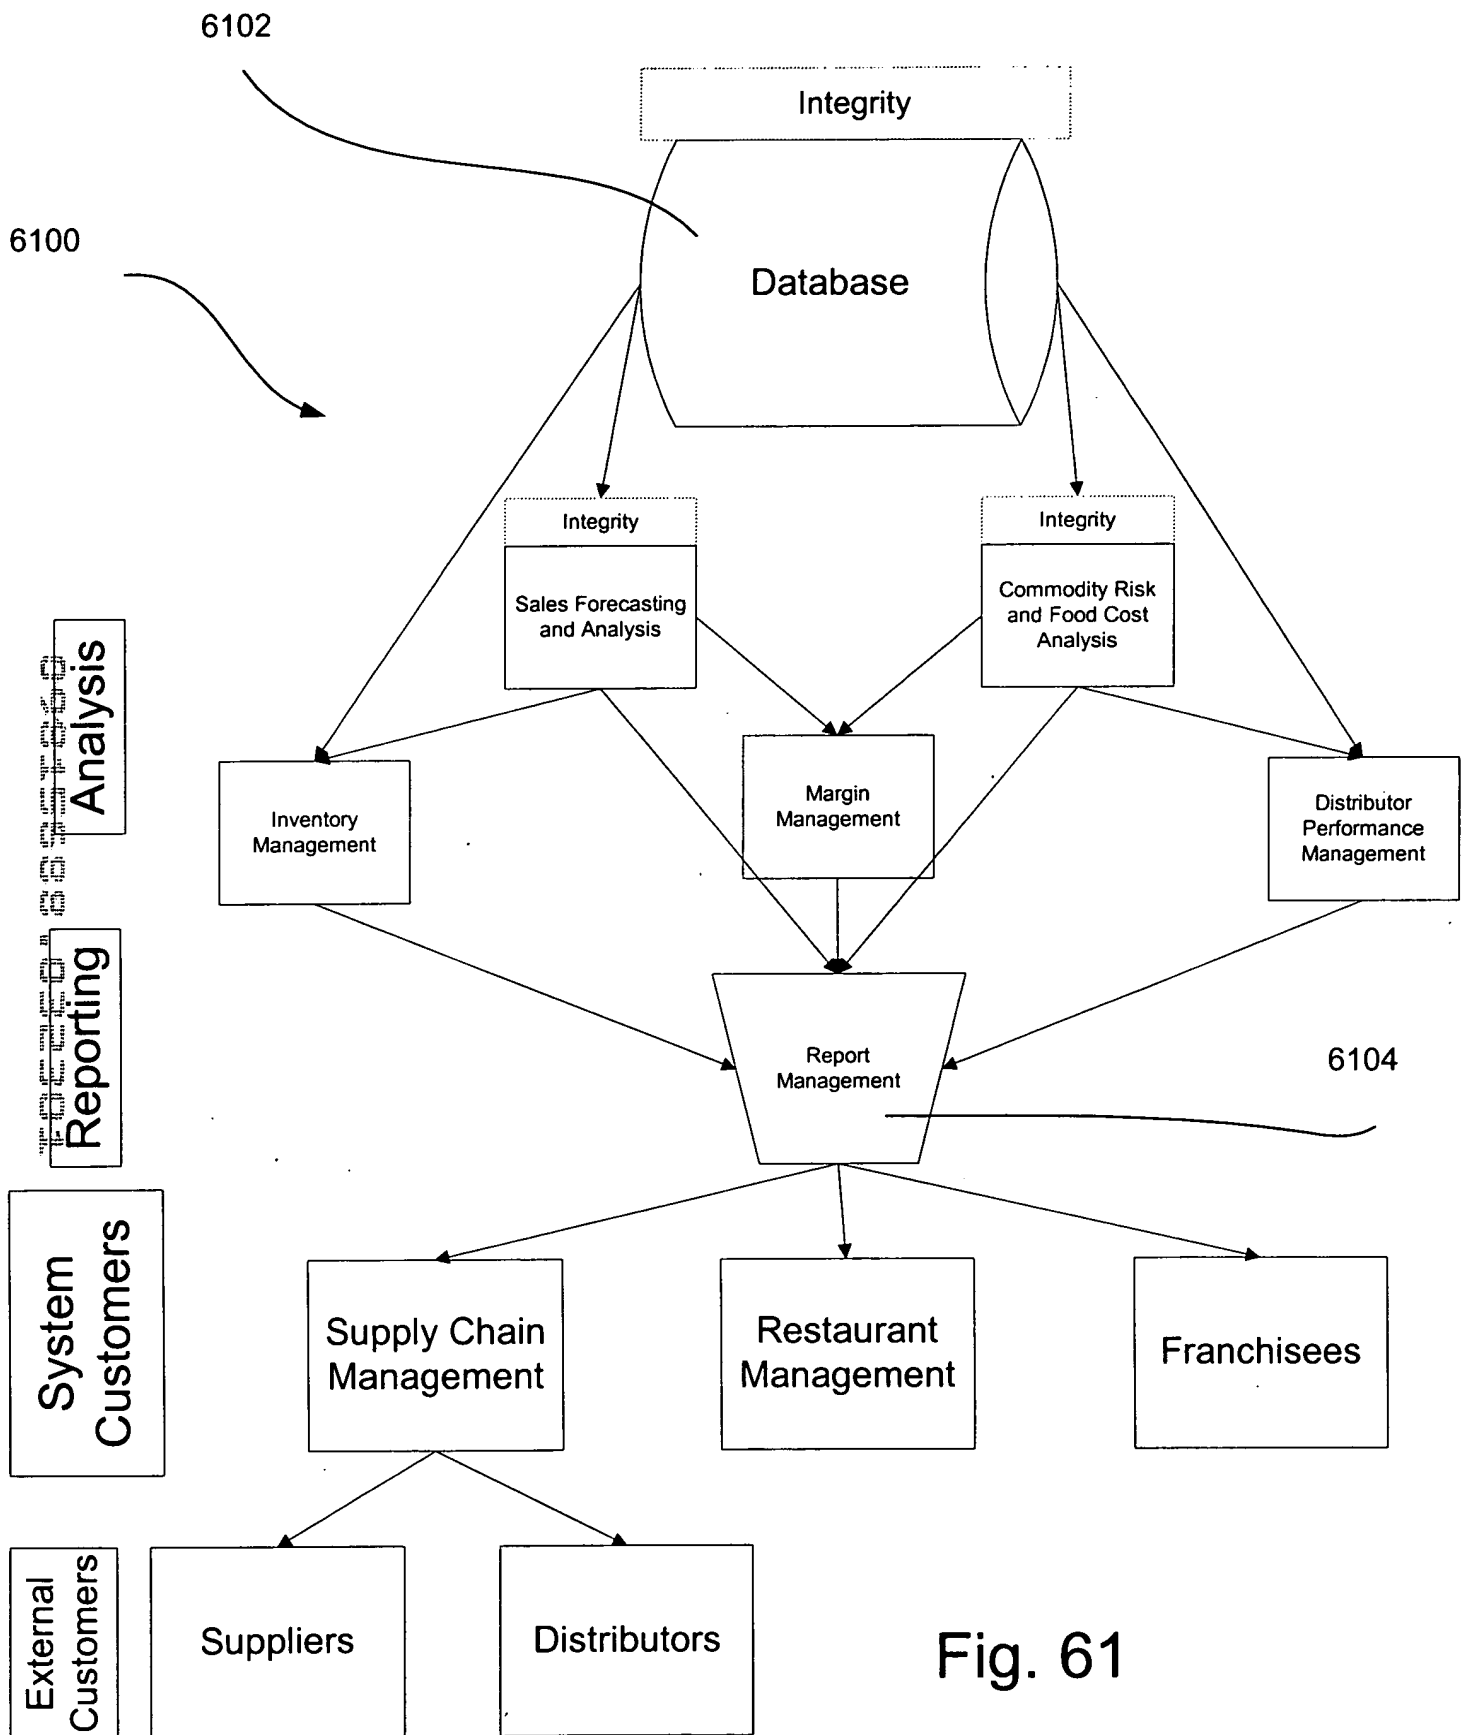 6102
Integrity
6100
Database
Integrity
Integrity
Sales Forecasting
and Analysis
Commodity Risk
and Food Cost
Analysis
Analysis
Inventory
Management
Margin
Management
Distributor
Performance
Management
Reporting
Report
Management
6104
System
Customers
Supply Chain
Management
Restaurant
Management
Franchisees
External
Customers
Suppliers
Distributors
Fig. 61